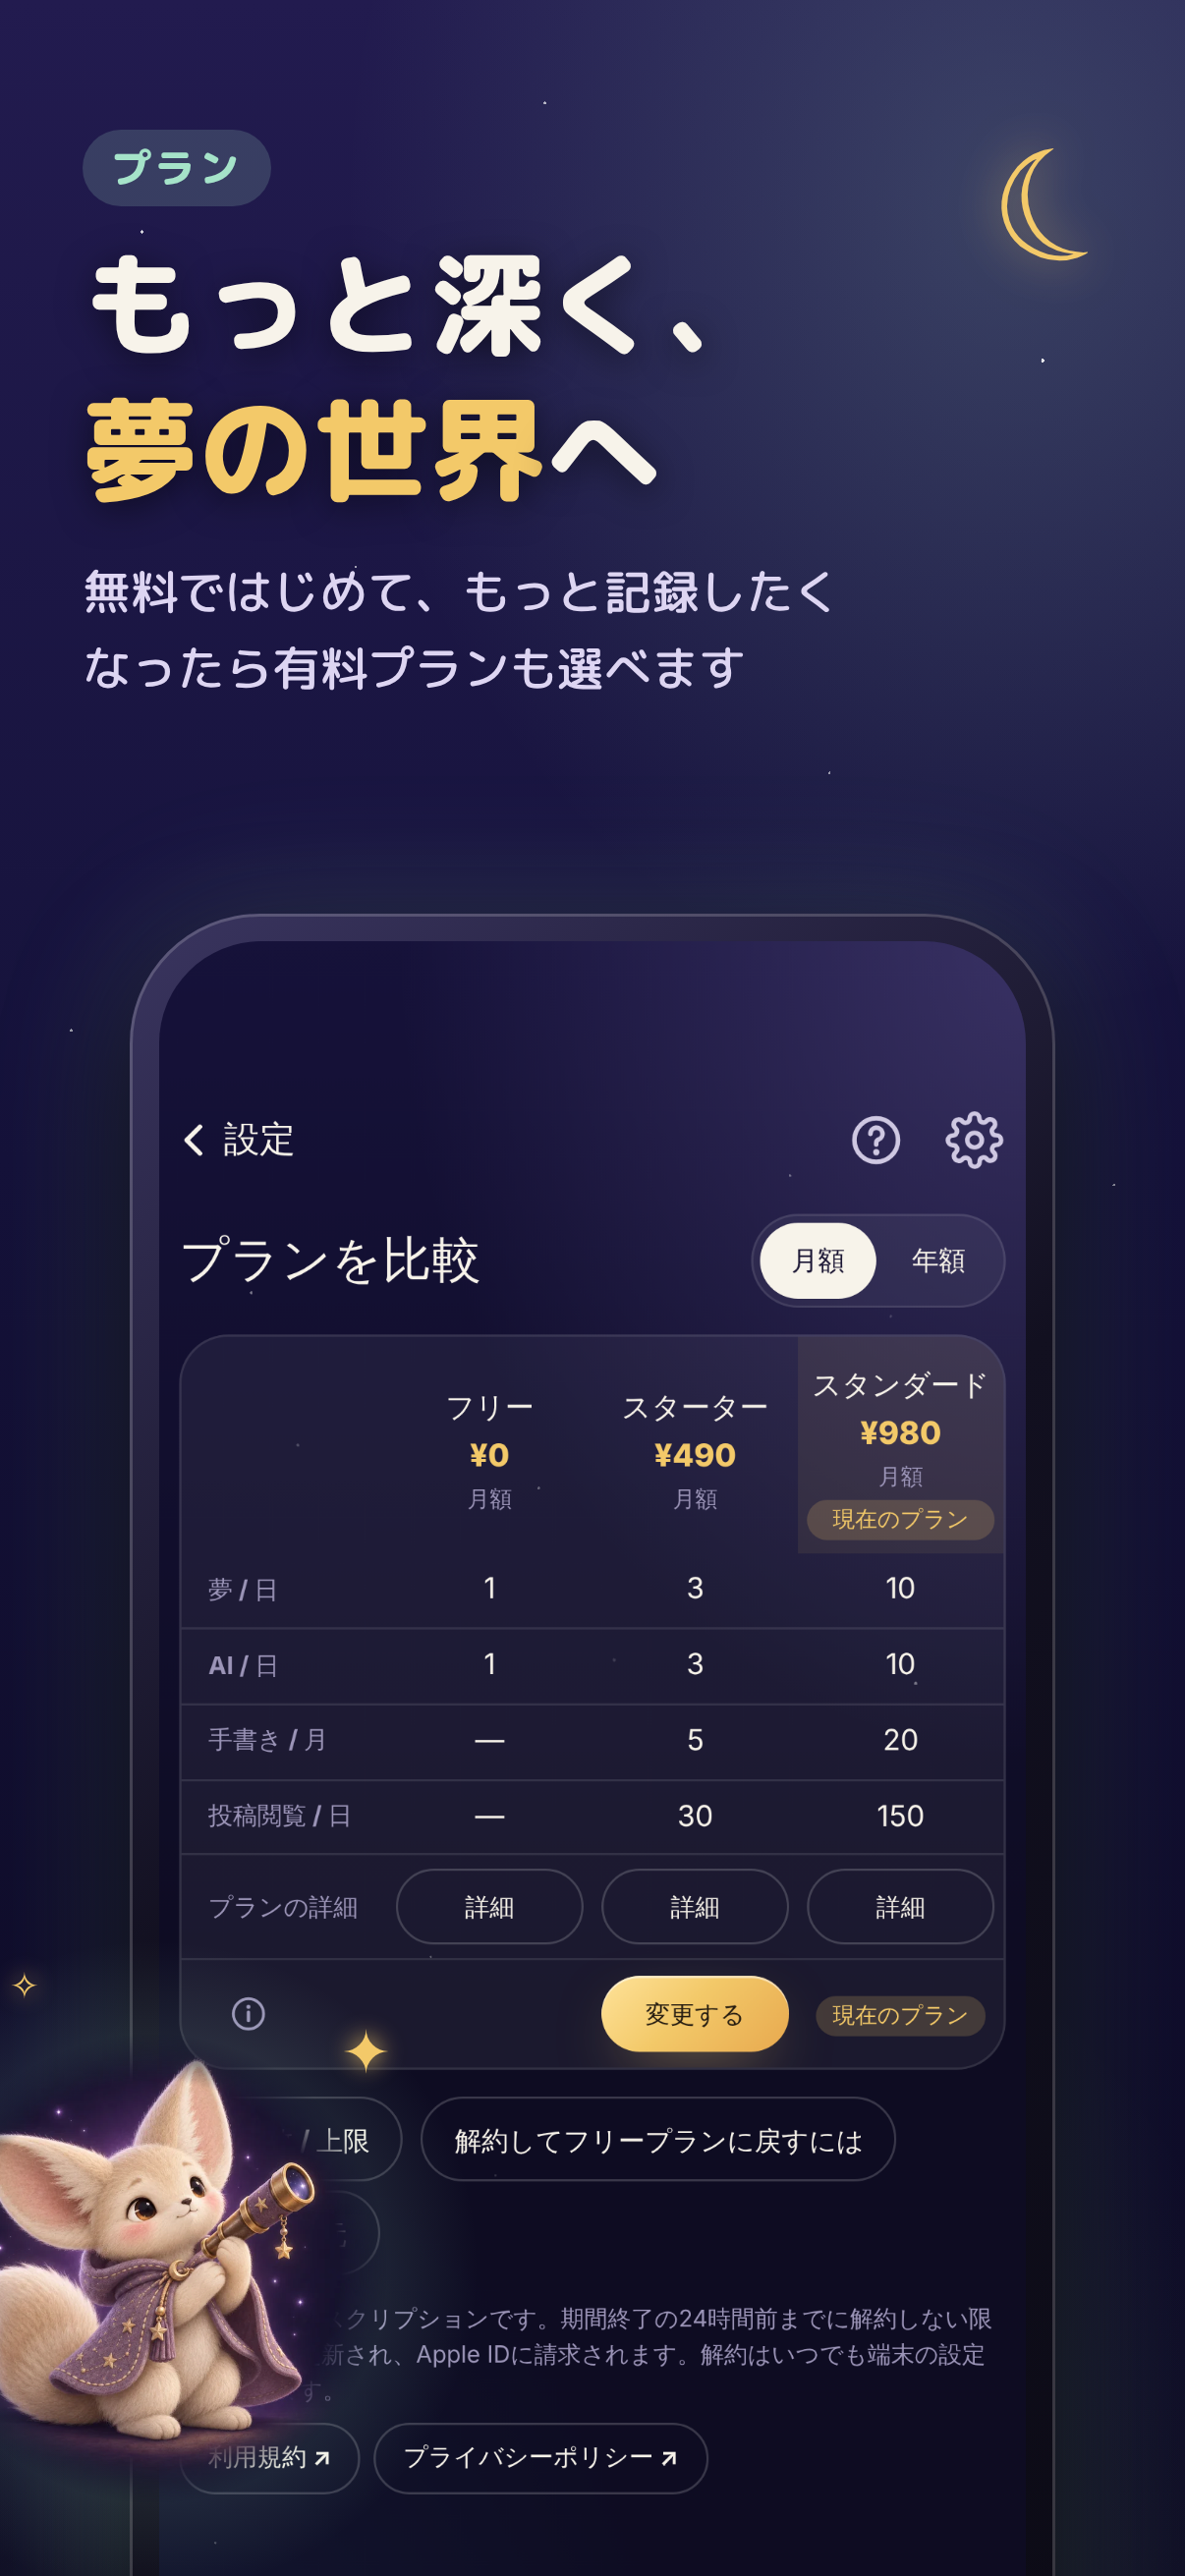 プラン
もっと深く、
夢の世界へ
無料ではじめて、もっと記録したく
なったら有料プランも選べます
設定
プランを比較
月額 年額
フリー スターター スタンダード
¥0 ¥490 ¥980
月額 月額 月額
現在のプラン
夢 / 日 1 3 10
AI / 日 1 3 10
手書き / 月 — 5 20
投稿閲覧 / 日 — 30 150
プランの詳細 詳細 詳細 詳細
変更する 現在のプラン
/ 上限 解約してフリープランに戻すには
スクリプションです。期間終了の24時間前までに解約しない限
新され、Apple IDに請求されます。解約はいつでも端末の設定
す。
利用規約 プライバシーポリシー